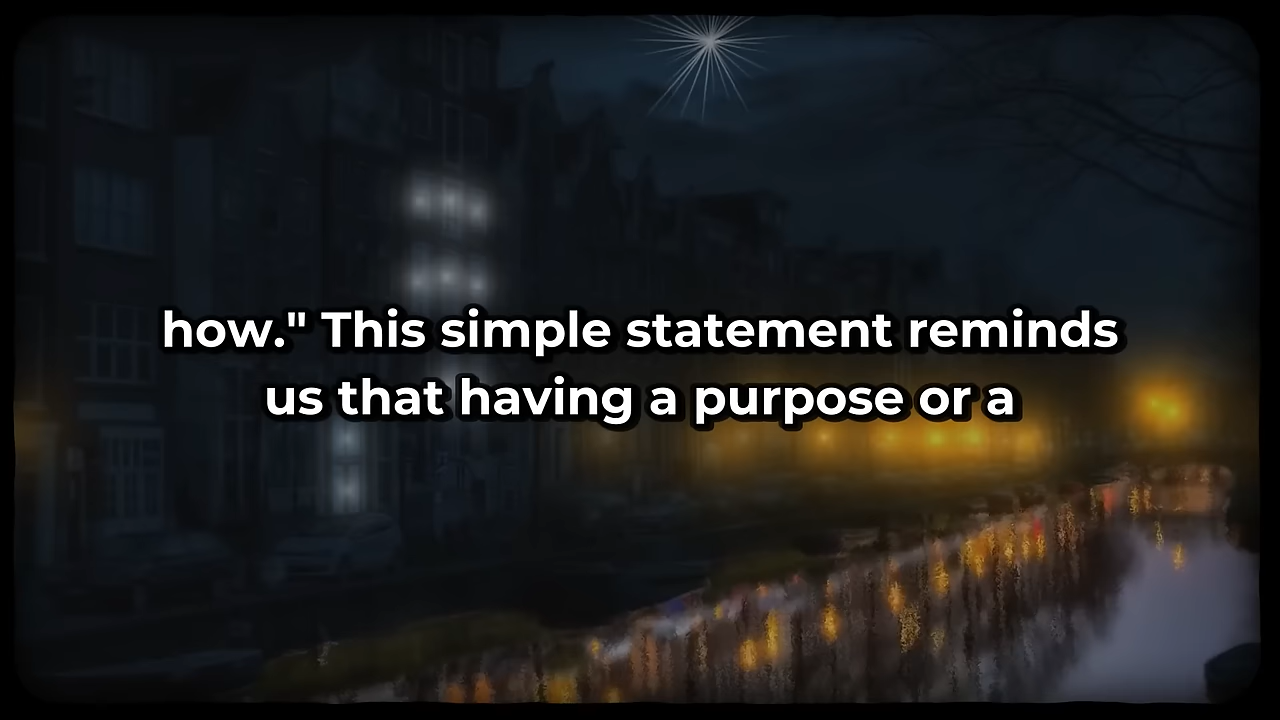 how." This simple statement reminds
us that having a purpose or a